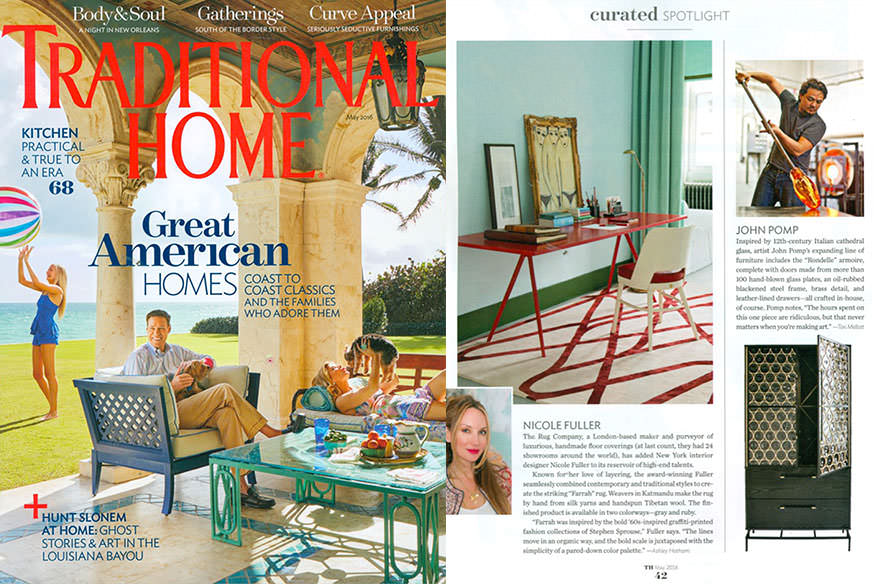 Body&Soul
A NIGHT IN NEW ORLEANS
Gatherings
SOUTH OF THE BORDER STYLE
Curve Appeal
SERIOUSLY SEDUCTIVE FURNISHINGS
TRADITIONAL
HOME®
May 2016
KITCHEN
PRACTICAL
& TRUE TO
AN ERA
68
Great
American
HOMES
COAST TO
COAST CLASSICS
AND THE FAMILIES
WHO ADORE THEM
+
HUNT SLONEM
AT HOME: GHOST
STORIES & ART IN THE
LOUISIANA BAYOU
curated SPOTLIGHT
NICOLE FULLER
The Rug Company, a London-based maker and purveyor of
luxurious, handmade floor coverings (at last count, they had 24
showrooms around the world), has added New York interior
designer Nicole Fuller to its reservoir of high-end talents.
Known for her love of layering, the award-winning Fuller
seamlessly combined contemporary and traditional styles to cre-
ate the striking “Farrah” rug. Weavers in Katmandu make the rug
by hand from silk yarns and handspun Tibetan wool. The fin-
ished product is available in two colorways—gray and ruby.
“Farrah was inspired by the bold ’60s-inspired graffiti-printed
fashion collections of Stephen Sprouse,” Fuller says. “The lines
move in an organic way, and the bold scale is juxtaposed with the
simplicity of a pared-down color palette.” —Ashley Hotham
JOHN POMP
Inspired by 12th-century Italian cathedral
glass, artist John Pomp’s expanding line of
furniture includes the “Rondelle” armoire,
complete with doors made from more than
100 hand-blown glass plates, an oil-rubbed
blackened steel frame, brass detail, and
leather-lined drawers—all crafted in-house,
of course. Pomp notes, “The hours spent on
this one piece are ridiculous, but that never
matters when you’re making art.” —Tori Mellott
TH May 2016
42